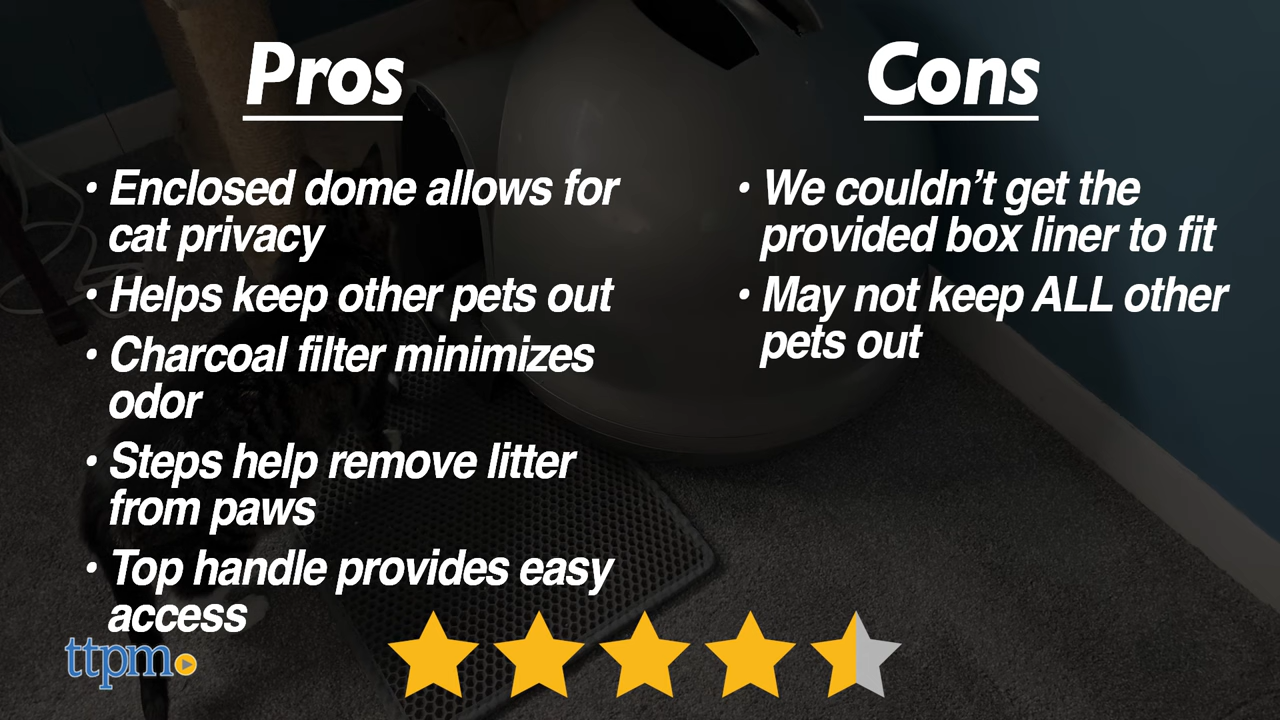 Pros
• Enclosed dome allows for
cat privacy
• Helps keep other pets out
• Charcoal filter minimizes
odor
• Steps help remove litter
from paws
• Top handle provides easy
access
Cons
• We couldn’t get the
provided box liner to fit
• May not keep ALL other
pets out
ttpm